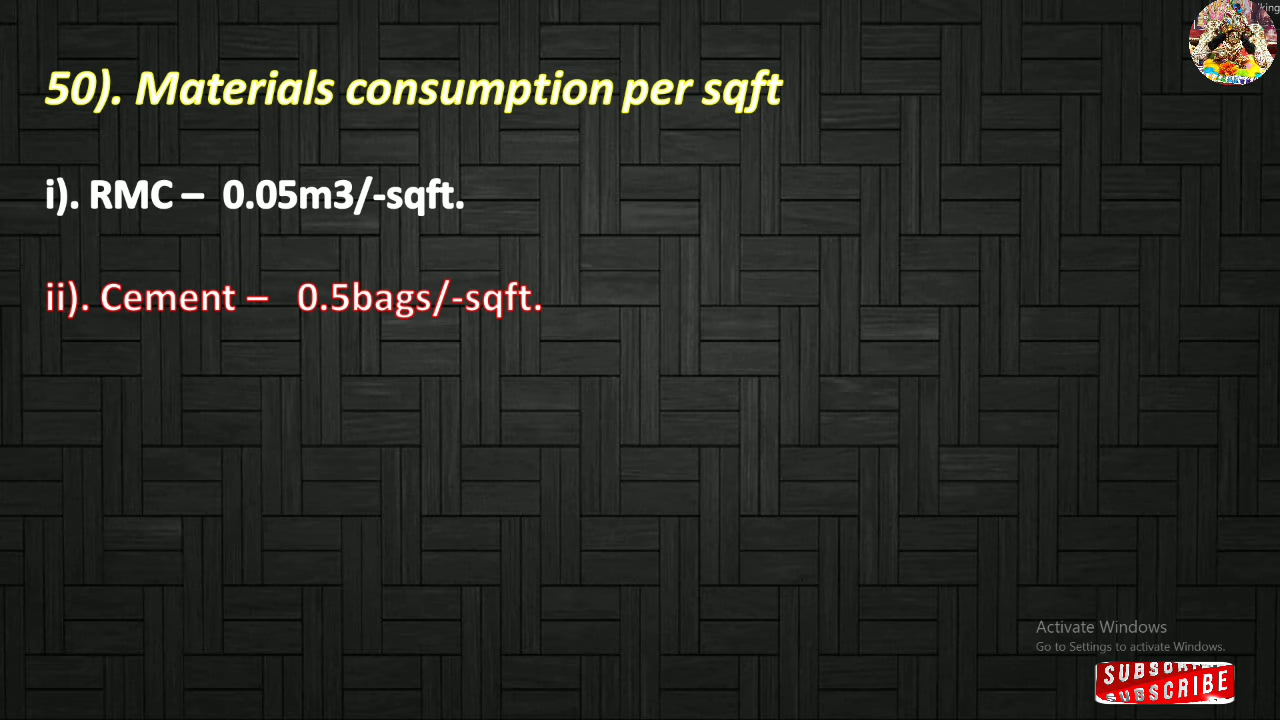 50). Materials consumption per sqft
i). RMC – 0.05m3/-sqft.
ii). Cement – 0.5bags/-sqft.
Activate Windows
Go to Settings to activate Windows.
SUBSCRIBE